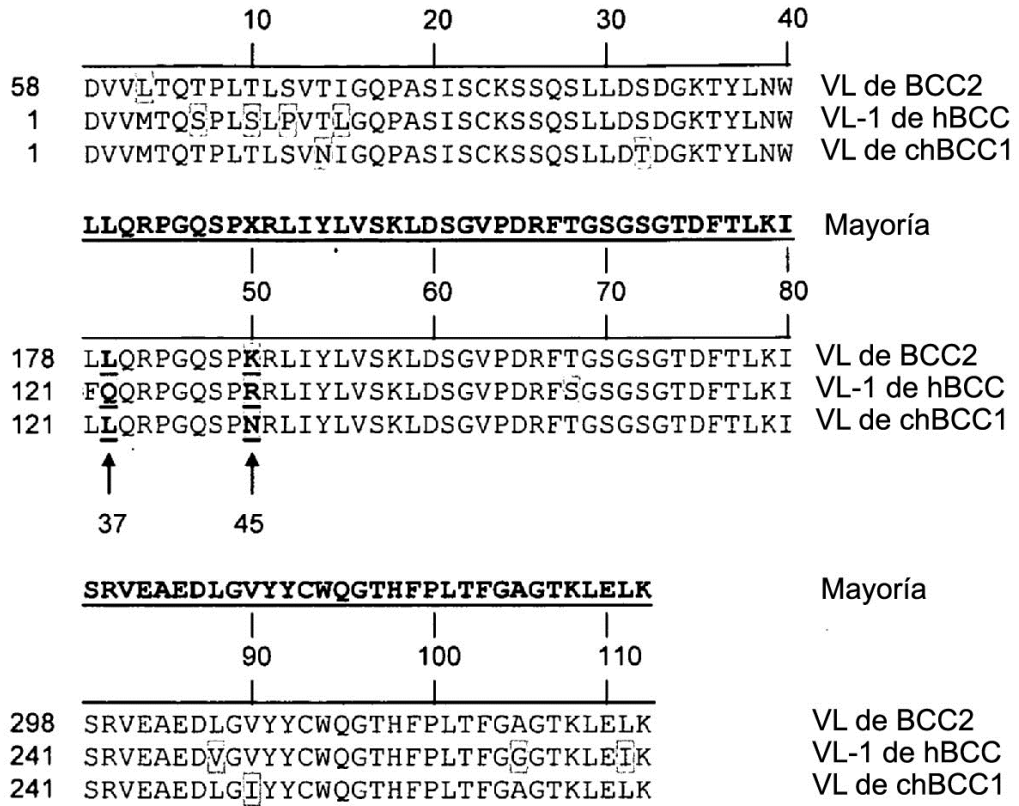 10 20 30 40
58 DVVLTQTPLTLSVTIGQPASISCKSSQSLLDSDGKTYLNW VL de BCC2
1 DVVMTQSPLSLPVTLGQPASISCKSSQSLLDSDGKTYLNW VL-1 de hBCC
1 DVVMTQTPLTLSVNIGQPASISCKSSQSLLDTDGKTYLNW VL de chBCC1
LLQRPGQSPXRLIYLVSKLDSGVPDRFTGSGSGTDFTLKI Mayoría
50 60 70 80
178 LLQRPGQSPKRLIYLVSKLDSGVPDRFTGSGSGTDFTLKI VL de BCC2
121 FQQRPGQSPRRLIYLVSKLDSGVPDRFSGSGSGTDFTLKI VL-1 de hBCC
121 LLQRPGQSPNRLIYLVSKLDSGVPDRFTGSGSGTDFTLKI VL de chBCC1
37 45
SRVEAEDLGVYYCWQGTHFPLTFGAGTKLELK Mayoría
90 100 110
298 SRVEAEDLGVYYCWQGTHFPLTFGAGTKLELK VL de BCC2
241 SRVEAEDVGVYYCWQGTHFPLTFGGGTKLEIK VL-1 de hBCC
241 SRVEAEDLGIYYCWQGTHFPLTFGAGTKLELK VL de chBCC1